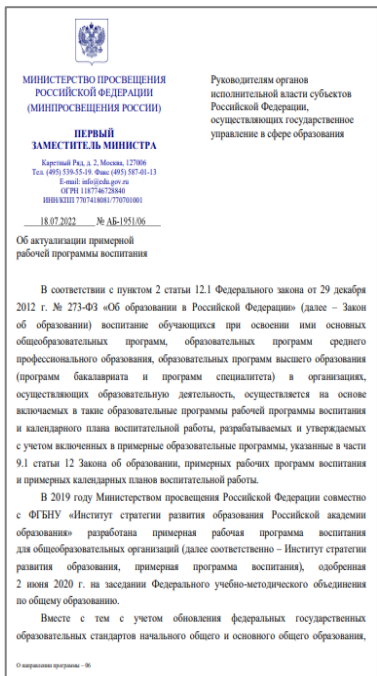 МИНИСТЕРСТВО ПРОСВЕЩЕНИЯ
РОССИЙСКОЙ ФЕДЕРАЦИИ
(МИНПРОСВЕЩЕНИЯ РОССИИ)
ПЕРВЫЙ
ЗАМЕСТИТЕЛЬ МИНИСТРА
Каретный Ряд, д. 2, Москва, 127006
Тел. (495) 539-55-19. Факс (495) 587-01-13
E-mail: info@edu.gov.ru
ОГРН 1187746728840
ИНН/КПП 7707418081/770701001
18.07.2022 № АБ-1951/06
Об актуализации примерной
рабочей программы воспитания
Руководителям органов
исполнительной власти субъектов
Российской Федерации,
осуществляющих государственное
управление в сфере образования
В соответствии с пунктом 2 статьи 12.1 Федерального закона от 29 декабря
2012 г. № 273-ФЗ «Об образовании в Российской Федерации» (далее – Закон
об образовании) воспитание обучающихся при освоении ими основных
общеобразовательных программ, образовательных программ среднего
профессионального образования, образовательных программ высшего образования
(программ бакалавриата и программ специалитета) в организациях,
осуществляющих образовательную деятельность, осуществляется на основе
включаемых в такие образовательные программы рабочей программы воспитания
и календарного плана воспитательной работы, разрабатываемых и утверждаемых
с учетом включенных в примерные образовательные программы, указанные в части
9.1 статьи 12 Закона об образовании, примерных рабочих программ воспитания
и примерных календарных планов воспитательной работы.
В 2019 году Министерством просвещения Российской Федерации совместно
с ФГБНУ «Институт стратегии развития образования Российской академии
образования» разработана примерная рабочая программа воспитания
для общеобразовательных организаций (далее соответственно – Институт стратегии
развития образования, примерная программа воспитания), одобренная
2 июня 2020 г. на заседании Федерального учебно-методического объединения
по общему образованию.
Вместе с тем с учетом обновления федеральных государственных
образовательных стандартов начального общего и основного общего образования,
О направлении программы – 06